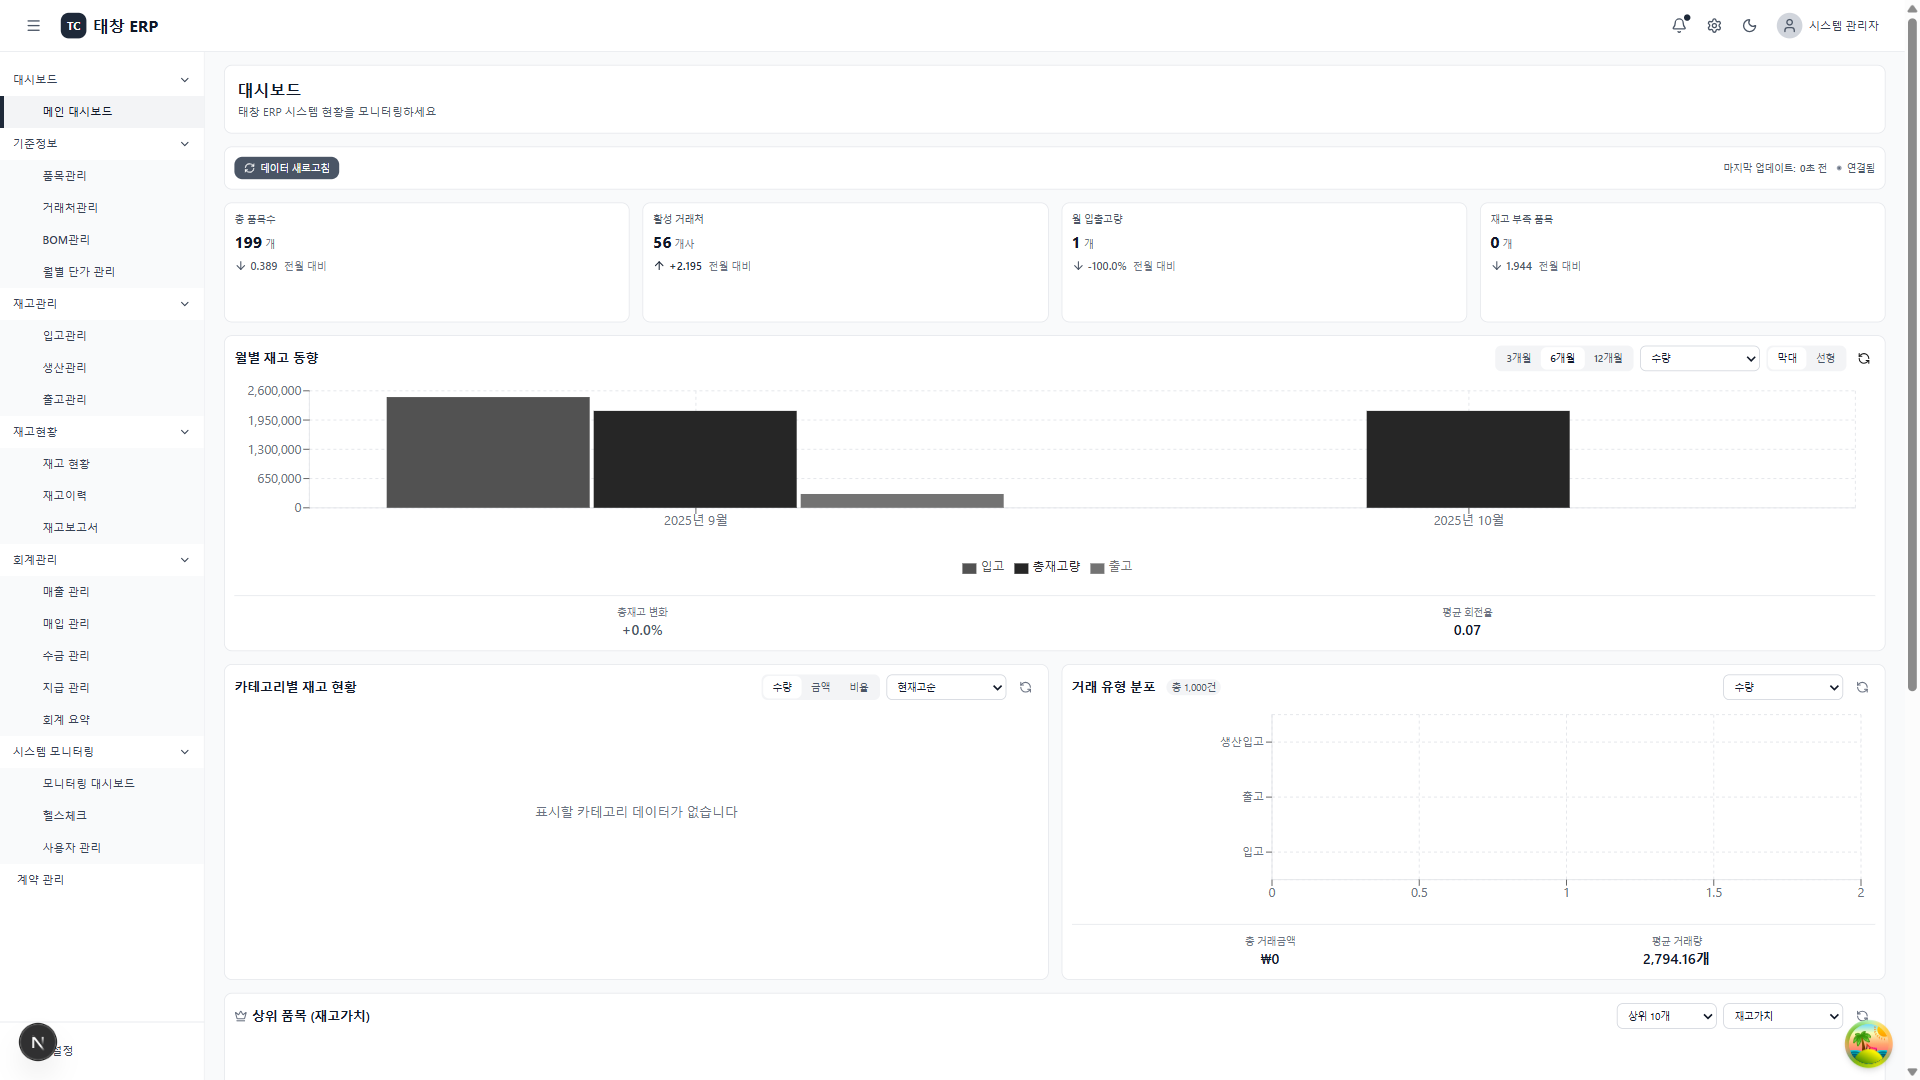 TC 태창 ERP
시스템 관리자
대시보드
메인 대시보드
기준정보
품목관리
거래처관리
BOM관리
월별 단가 관리
재고관리
입고관리
생산관리
출고관리
재고현황
재고 현황
재고이력
재고보고서
회계관리
매출 관리
매입 관리
수금 관리
지급 관리
회계 요약
시스템 모니터링
모니터링 대시보드
헬스체크
사용자 관리
계약 관리
N
설정
대시보드
태창 ERP 시스템 현황을 모니터링하세요
데이터 새로고침
마지막 업데이트: 0초 전 연결됨
총 품목수
199 개
0.389 전월 대비
활성 거래처
56 개사
+2.195 전월 대비
월 입출고량
1 개
-100.0% 전월 대비
재고 부족 품목
0 개
1.944 전월 대비
월별 재고 동향
3개월 6개월 12개월 수량 막대 선형
2,600,000
1,950,000
1,300,000
650,000
0
2025년 9월 2025년 10월
입고 총재고량 출고
총재고 변화
+0.0%
평균 회전율
0.07
카테고리별 재고 현황
수량 금액 비율 현재고순
표시할 카테고리 데이터가 없습니다
거래 유형 분포 총 1,000건
수량
생산입고
출고
입고
0 0.5 1 1.5 2
총 거래금액
₩0
평균 거래량
2,794.16개
상위 품목 (재고가치)
상위 10개 재고가치